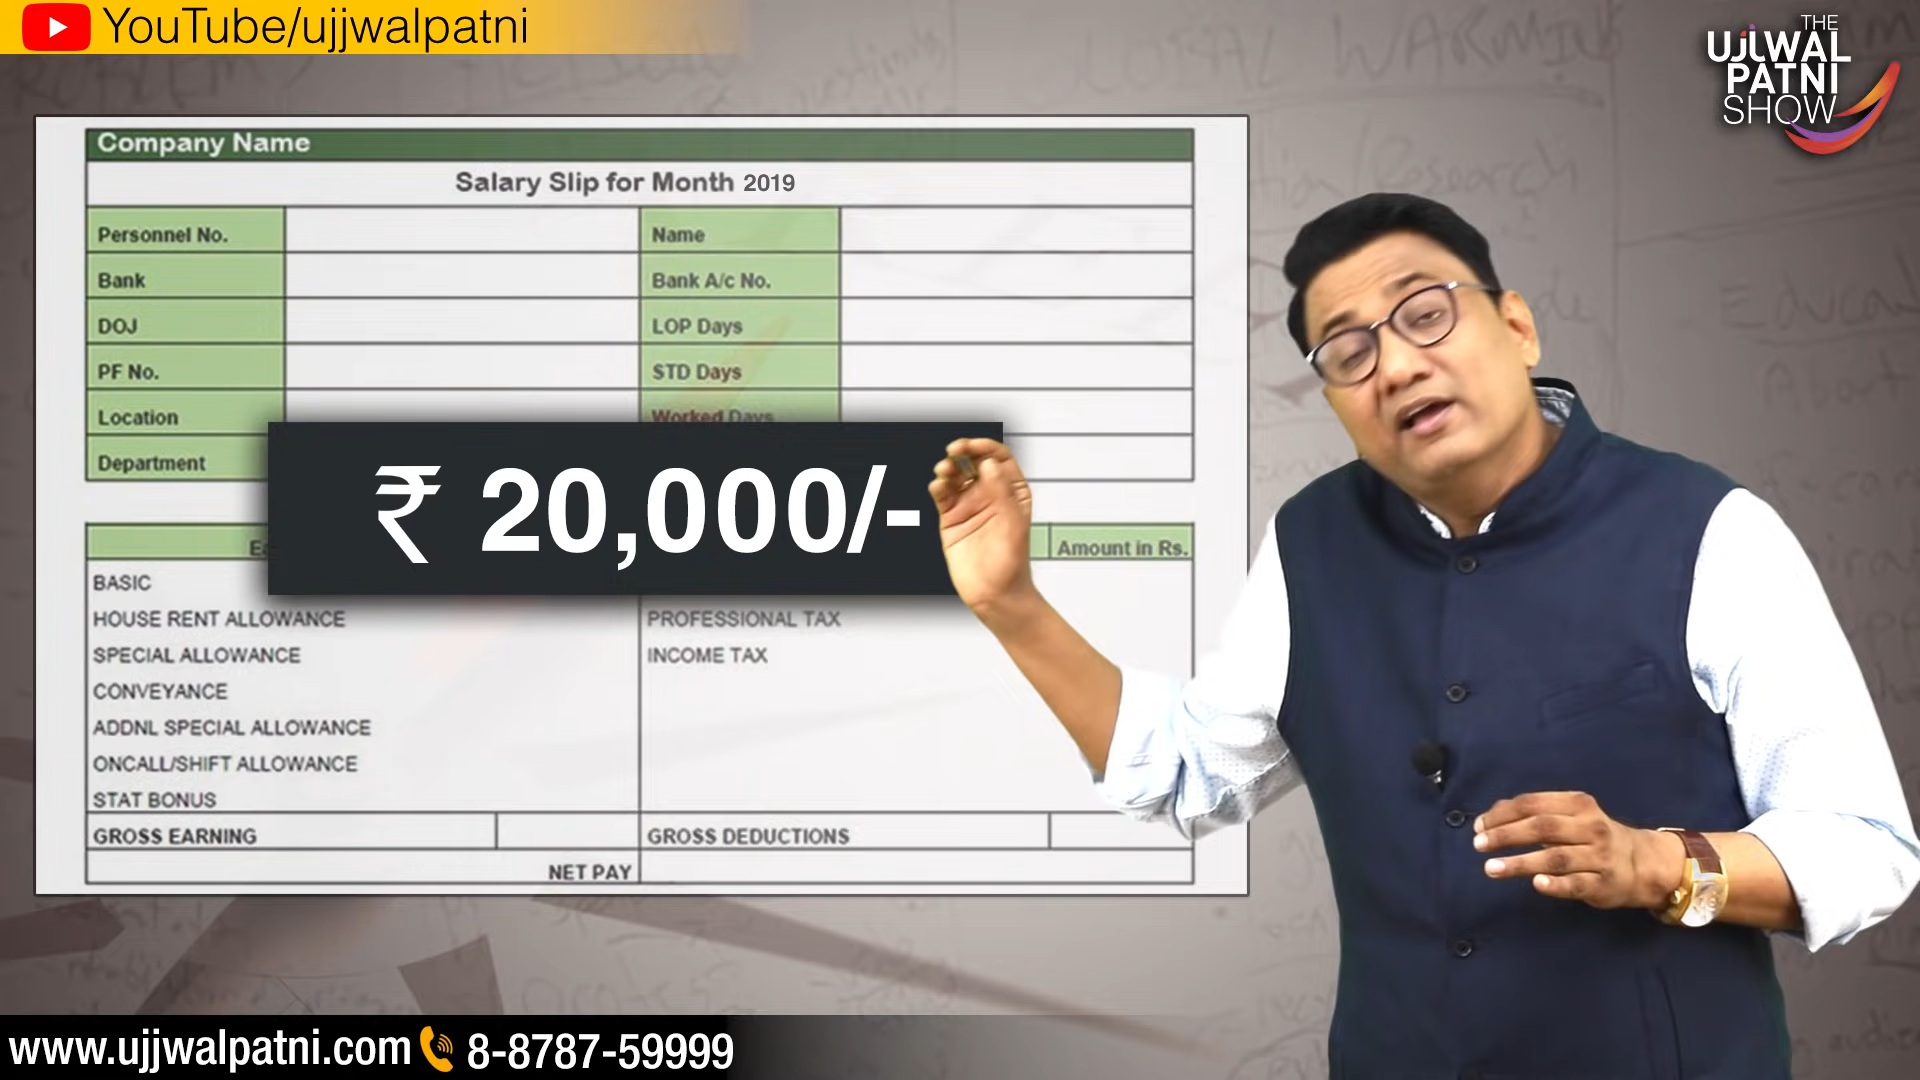 YouTube/ujjwalpatni
THE
UJJWAL
PATNI
SHOW
Company Name
Salary Slip for Month 2019
Personnel No.
Name
Bank
Bank A/c No.
DOJ
LOP Days
PF No.
STD Days
Location
Worked Days
Department
₹ 20,000/-
Amount in Rs.
BASIC
HOUSE RENT ALLOWANCE
PROFESSIONAL TAX
SPECIAL ALLOWANCE
INCOME TAX
CONVEYANCE
ADDNL SPECIAL ALLOWANCE
ONCALL/SHIFT ALLOWANCE
STAT BONUS
GROSS EARNING
GROSS DEDUCTIONS
NET PAY
www.ujjwalpatni.com 8-8787-59999